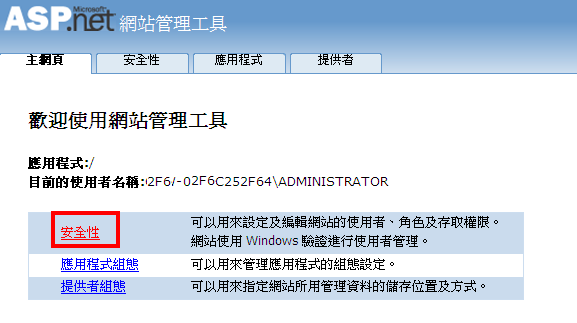 Microsoft
ASP.net 網站管理工具
主網頁 安全性 應用程式 提供者
歡迎使用網站管理工具
應用程式:/
目前的使用者名稱:02F6/-02F6C252F64\ADMINISTRATOR
安全性 可以用來設定及編輯網站的使用者、角色及存取權限。
網站使用 Windows 驗證進行使用者管理。
應用程式組態 可以用來管理應用程式的組態設定。
提供者組態 可以用來指定網站所用管理資料的儲存位置及方式。